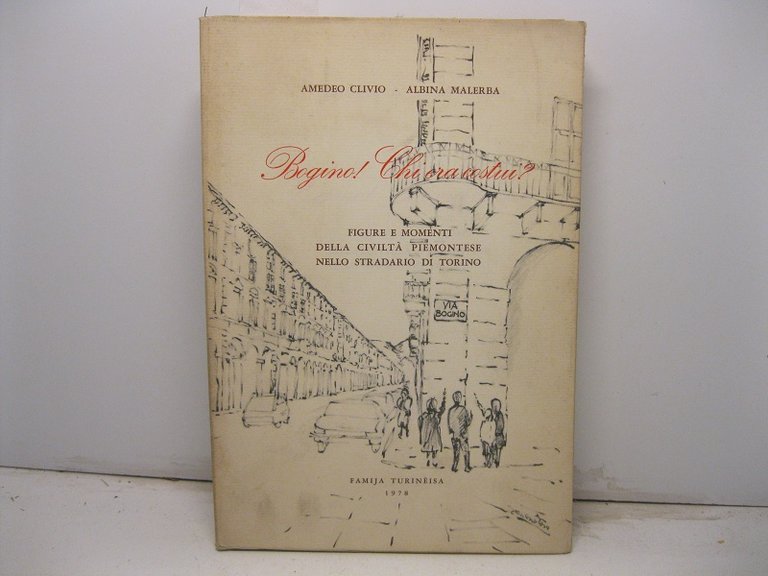 AMEDEO CLIVIO - ALBINA MALERBA
Bogino! Chi era costui?
FIGURE E MOMENTI
DELLA CIVILTÀ PIEMONTESE
NELLO STRADARIO DI TORINO
VIA
BOGINO
FAMIJA TURINÈISA
1978